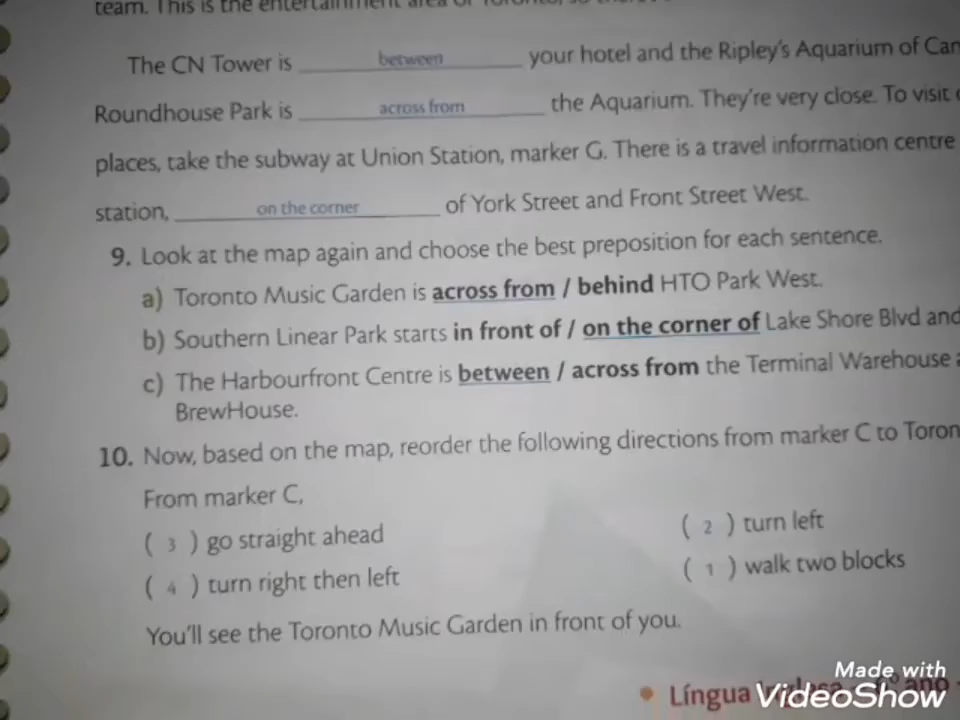 team. This is the entertainment area of Toronto, so there's
The CN Tower is between your hotel and the Ripley's Aquarium of
Roundhouse Park is across from the Aquarium. They're very close. To visit
places, take the subway at Union Station, marker G. There is a travel information centre
station, on the corner of York Street and Front Street West.
9. Look at the map again and choose the best preposition for each sentence.
a) Toronto Music Garden is across from / behind HTO Park West.
b) Southern Linear Park starts in front of / on the corner of Lake Shore Blvd and
c) The Harbourfront Centre is between / across from the Terminal Warehouse
BrewHouse.
10. Now, based on the map, reorder the following directions from marker C to
From marker C,
( 3 ) go straight ahead ( 2 ) turn left
( 4 ) turn right then left ( 1 ) walk two blocks
You'll see the Toronto Music Garden in front of you.
Made with
Língua Inglesa ano
VideoShow